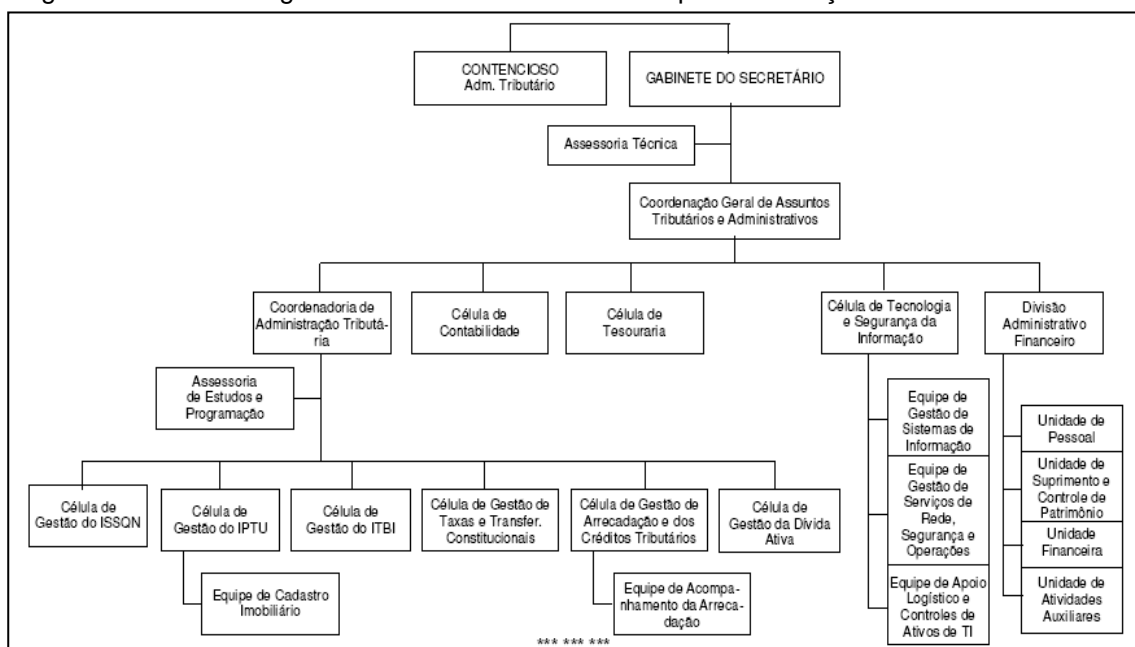 CONTENCIOSO
Adm. Tributário
GABINETE DO SECRETÁRIO
Assessoria Técnica
Coordenação Geral de Assuntos
Tributários e Administrativos
Coordenadoria de
Administração Tributá-
ria
Célula de
Contabilidade
Célula de
Tesouraria
Célula de Tecnologia
e Segurança da
Informação
Divisão
Administrativo
Financeiro
Assessoria
de Estudos e
Programação
Equipe de
Gestão de
Sistemas de
Informação
Unidade de
Pessoal
Célula de
Gestão do ISSQN
Célula de
Gestão do IPTU
Célula de
Gestão do ITBI
Célula de Gestão de
Taxas e Transfer.
Constitucionais
Célula de Gestão de
Arrecadação e dos
Créditos Tributários
Célula de
Gestão da Dívida
Ativa
Equipe de
Gestão de
Serviços de
Rede,
Segurança e
Operações
Unidade de
Suprimento e
Controle de
Patrimônio
Unidade
Financeira
Equipe de Cadastro
Imobiliário
Equipe de Acompa-
nhamento da Arreca-
dação
Equipe de Apoio
Logístico e
Controles de
Ativos de TI
Unidade de
Atividades
Auxiliares
*** *** ***